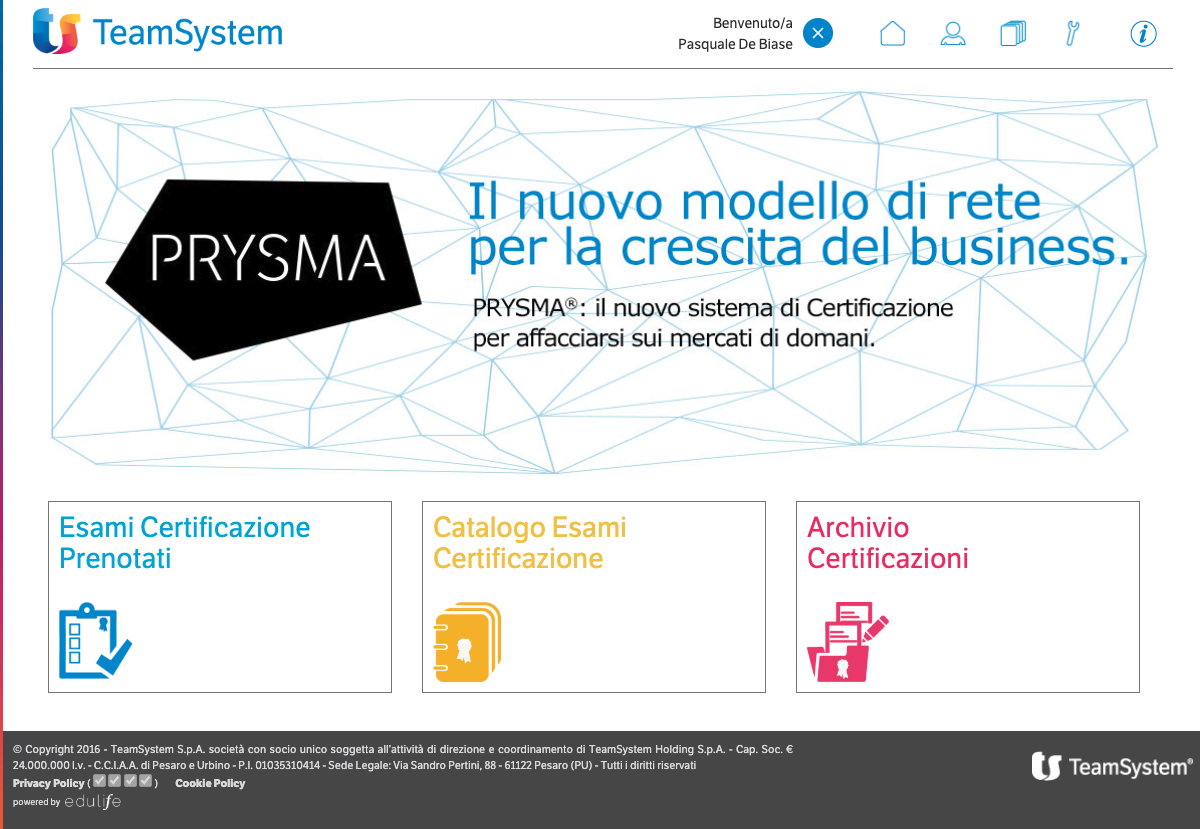 TeamSystem
Benvenuto/a
Pasquale De Biase
i
PRYSMA
Il nuovo modello di rete
per la crescita del business.
PRYSMA®: il nuovo sistema di Certificazione
per affacciarsi sui mercati di domani.
Esami Certificazione
Prenotati
Catalogo Esami
Certificazione
Archivio
Certificazioni
© Copyright 2016 - TeamSystem S.p.A. società con socio unico soggetta all'attività di direzione e coordinamento di TeamSystem Holding S.p.A. - Cap. Soc. €
24.000.000 I.v. - C.C.I.A.A. di Pesaro e Urbino - P.I. 01035310414 - Sede Legale: Via Sandro Pertini, 88 - 61122 Pesaro (PU) - Tutti i diritti riservati
Privacy Policy ( ) Cookie Policy
powered by edulife
TeamSystem®